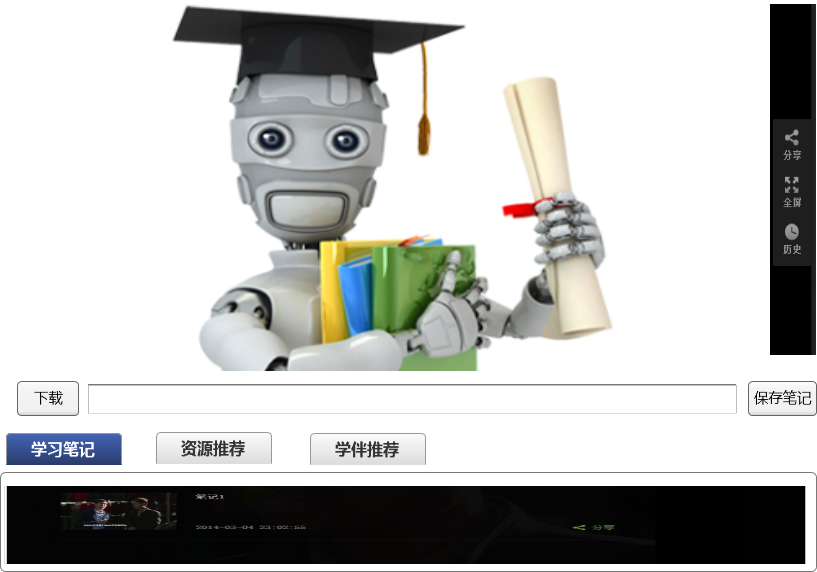 分享
全屏
历史
下载
保存笔记
学习笔记
资源推荐
学伴推荐
笔记1
2014-03-04 23:02:55
分享